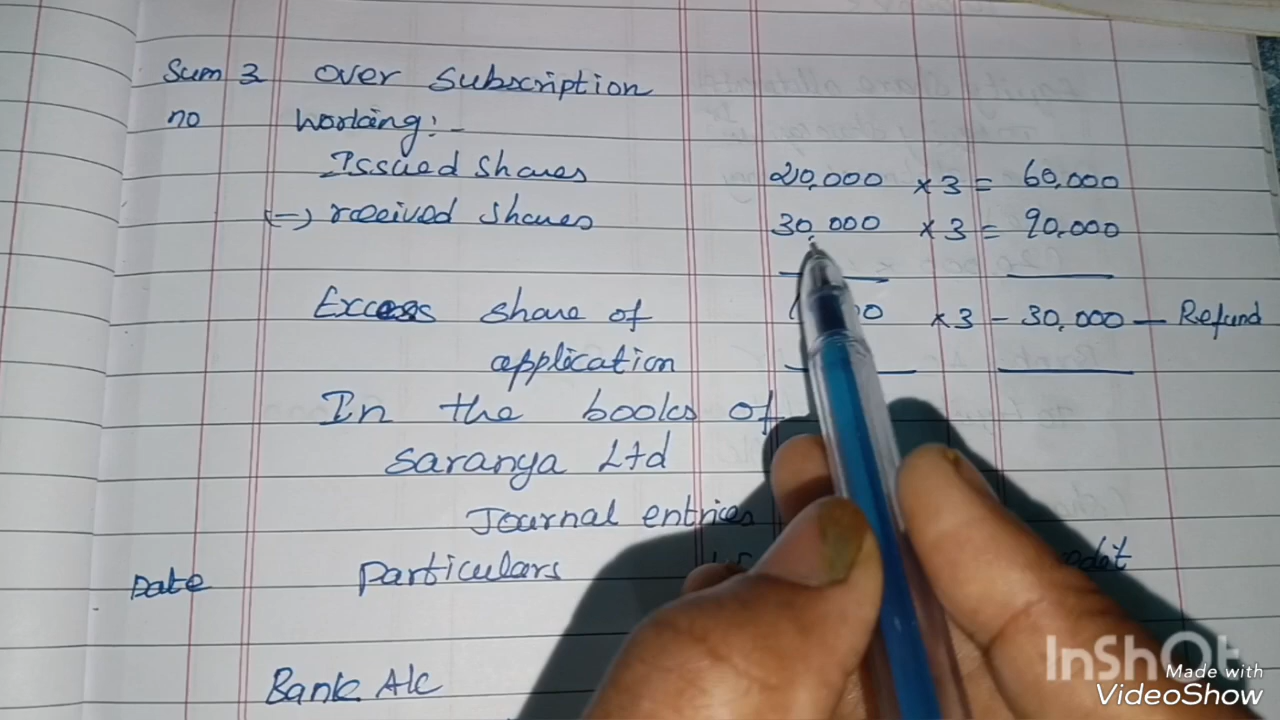 Sum 3 Over Subscription
no Working:-
Issued shares 20,000 × 3 = 60,000
(-) received shares 30,000 × 3 = 90,000
Excess share of × 3 - 30,000 - Refund
application
In the books of
Saranya Ltd
Journal entries
Date Particulars
Bank A/c
InShOt
Made with
VideoShow